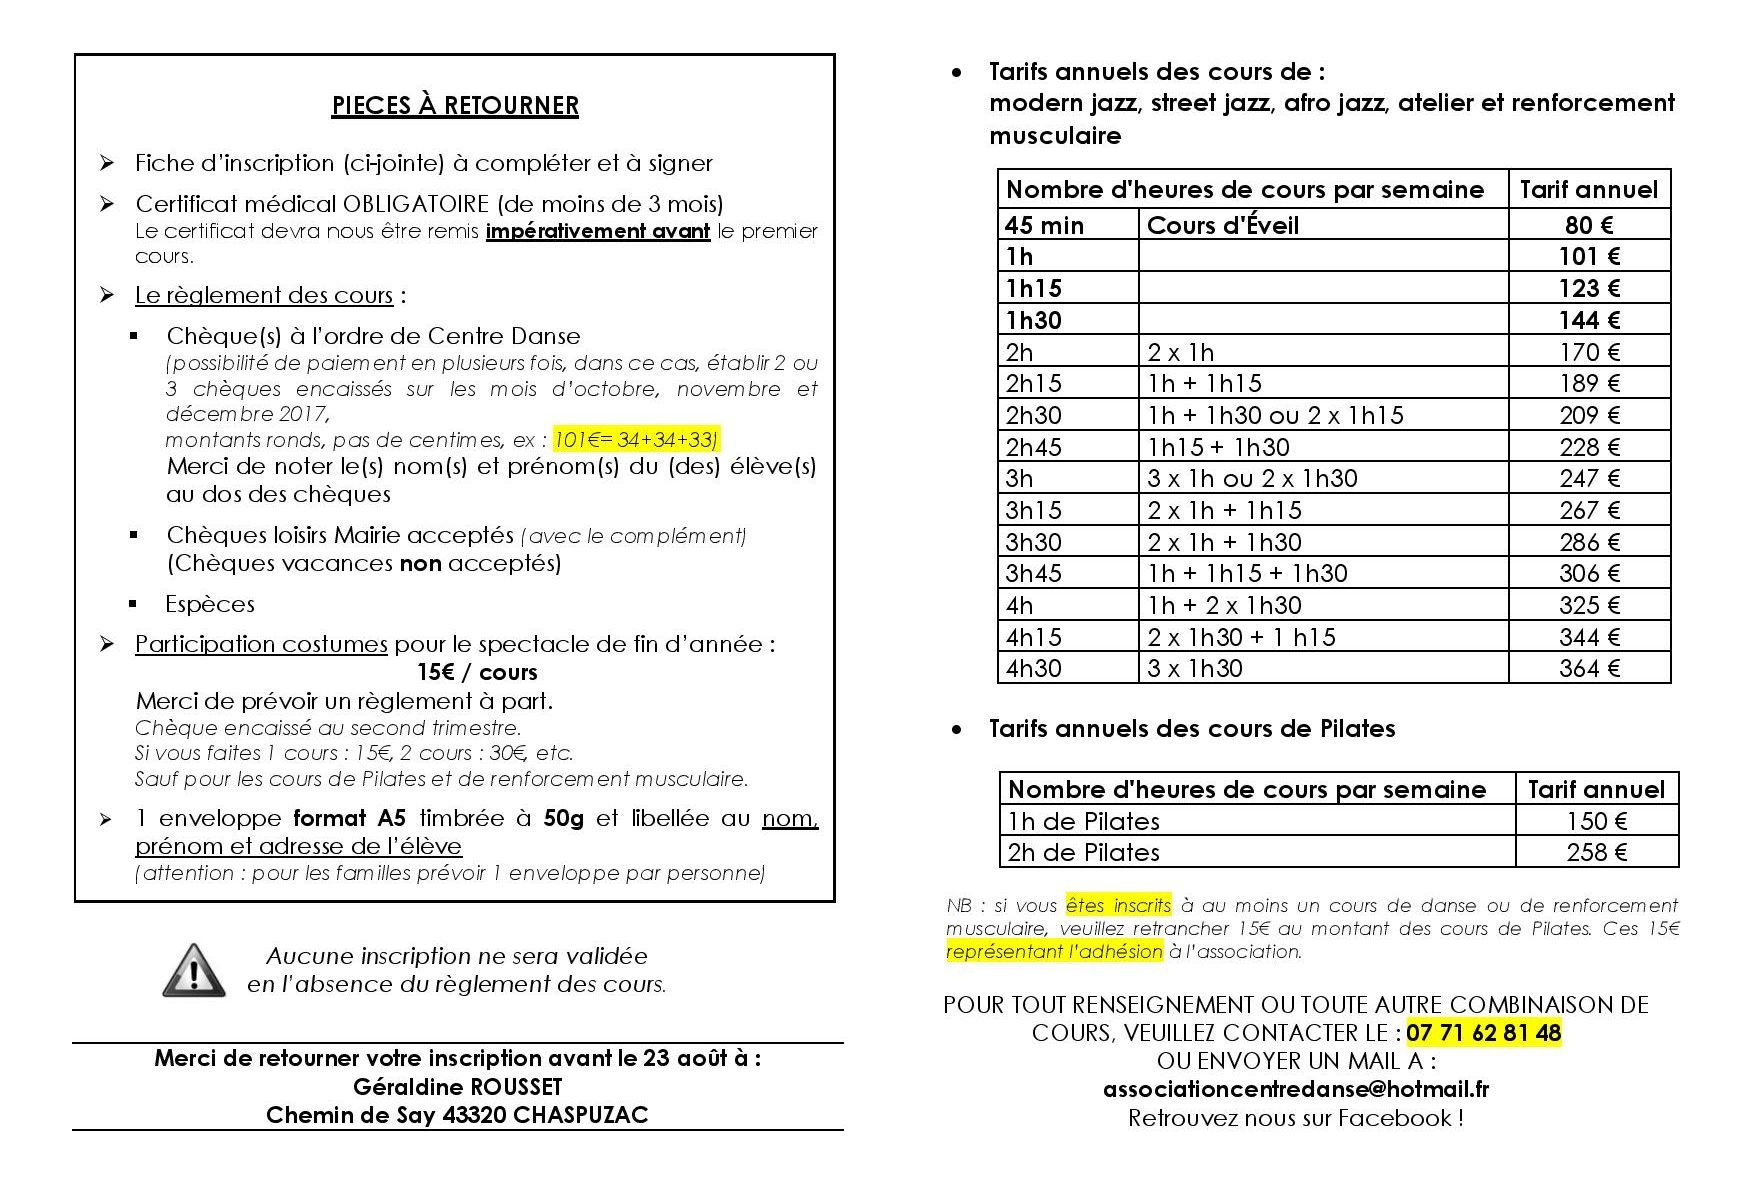 PIECES À RETOURNER
➢ Fiche d'inscription (ci-jointe) à compléter et à signer
➢ Certificat médical OBLIGATOIRE (de moins de 3 mois)
Le certificat devra nous être remis impérativement avant le premier
cours.
➢ Le règlement des cours :
▪ Chèque(s) à l'ordre de Centre Danse
(possibilité de paiement en plusieurs fois, dans ce cas, établir 2 ou
3 chèques encaissés sur les mois d'octobre, novembre et
décembre 2017,
montants ronds, pas de centimes, ex : 101€= 34+34+33)
Merci de noter le(s) nom(s) et prénom(s) du (des) élève(s)
au dos des chèques
▪ Chèques loisirs Mairie acceptés (avec le complément)
(Chèques vacances non acceptés)
▪ Espèces
➢ Participation costumes pour le spectacle de fin d'année :
15€ / cours
Merci de prévoir un règlement à part.
Chèque encaissé au second trimestre.
Si vous faites 1 cours : 15€, 2 cours : 30€, etc.
Sauf pour les cours de Pilates et de renforcement musculaire.
➢ 1 enveloppe format A5 timbrée à 50g et libellée au nom,
prénom et adresse de l'élève
(attention : pour les familles prévoir 1 enveloppe par personne)
Aucune inscription ne sera validée
en l'absence du règlement des cours.
Merci de retourner votre inscription avant le 23 août à :
Géraldine ROUSSET
Chemin de Say 43320 CHASPUZAC
• Tarifs annuels des cours de :
modern jazz, street jazz, afro jazz, atelier et renforcement
musculaire
Nombre d'heures de cours par semaine Tarif annuel
45 min Cours d'Éveil 80 €
1h 101 €
1h15 123 €
1h30 144 €
2h 2 x 1h 170 €
2h15 1h + 1h15 189 €
2h30 1h + 1h30 ou 2 x 1h15 209 €
2h45 1h15 + 1h30 228 €
3h 3 x 1h ou 2 x 1h30 247 €
3h15 2 x 1h + 1h15 267 €
3h30 2 x 1h + 1h30 286 €
3h45 1h + 1h15 + 1h30 306 €
4h 1h + 2 x 1h30 325 €
4h15 2 x 1h30 + 1 h15 344 €
4h30 3 x 1h30 364 €
• Tarifs annuels des cours de Pilates
Nombre d'heures de cours par semaine Tarif annuel
1h de Pilates 150 €
2h de Pilates 258 €
NB : si vous êtes inscrits à au moins un cours de danse ou de renforcement
musculaire, veuillez retrancher 15€ au montant des cours de Pilates. Ces 15€
représentant l'adhésion à l'association.
POUR TOUT RENSEIGNEMENT OU TOUTE AUTRE COMBINAISON DE
COURS, VEUILLEZ CONTACTER LE : 07 71 62 81 48
OU ENVOYER UN MAIL A :
associationcentredanse@hotmail.fr
Retrouvez nous sur Facebook !